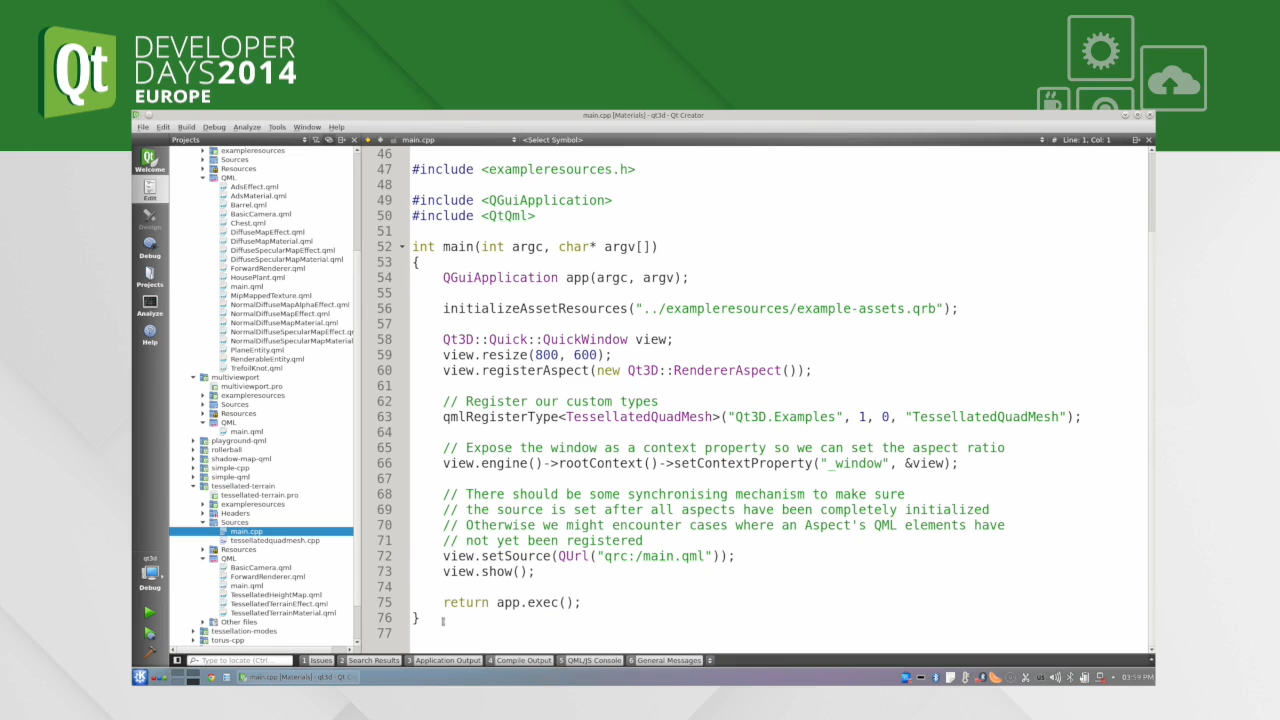 Qt
DEVELOPER
DAYS2014
EUROPE
main.cpp [Materials] - qt3d - Qt Creator
File Edit Build Debug Analyze Tools Window Help
Projects
main.cpp
<Select Symbol>
# Line: 1, Col: 1
Welcome
Edit
Design
Debug
Projects
Analyze
Help
qt3d
Debug
exampleresources
Sources
Resources
QML
AdsEffect.qml
AdsMaterial.qml
Barrel.qml
BasicCamera.qml
Chest.qml
DiffuseMapEffect.qml
DiffuseMapMaterial.qml
DiffuseSpecularMapEffect.qml
DiffuseSpecularMapMaterial.qml
ForwardRenderer.qml
HousePlant.qml
main.qml
MipMappedTexture.qml
NormalDiffuseMapAlphaEffect.qml
NormalDiffuseMapEffect.qml
NormalDiffuseMapMaterial.qml
NormalDiffuseSpecularMapEffect.q
NormalDiffuseSpecularMapMaterial
PlaneEntity.qml
RenderableEntity.qml
TrefoilKnot.qml
multiviewport
multiviewport.pro
exampleresources
Sources
Resources
QML
main.qml
playground-qml
rollerball
shadow-map-qml
simple-cpp
simple-qml
tessellated-terrain
tessellated-terrain.pro
exampleresources
Headers
Sources
main.cpp
tessellatedquadmesh.cpp
Resources
QML
BasicCamera.qml
ForwardRenderer.qml
main.qml
TessellatedHeightMap.qml
TessellatedTerrainEffect.qml
TessellatedTerrainMaterial.qml
Other files
tessellation-modes
torus-cpp
46
47 #include <exampleresources.h>
48
49 #include <QGuiApplication>
50 #include <QtQml>
51
52 int main(int argc, char* argv[])
53 {
54 QGuiApplication app(argc, argv);
55
56 initializeAssetResources("../exampleresources/example-assets.qrb");
57
58 Qt3D::Quick::QuickWindow view;
59 view.resize(800, 600);
60 view.registerAspect(new Qt3D::RendererAspect());
61
62 // Register our custom types
63 qmlRegisterType<TessellatedQuadMesh>("Qt3D.Examples", 1, 0, "TessellatedQuadMesh");
64
65 // Expose the window as a context property so we can set the aspect ratio
66 view.engine()->rootContext()->setContextProperty("_window", &view);
67
68 // There should be some synchronising mechanism to make sure
69 // the source is set after all aspects have been completely initialized
70 // Otherwise we might encounter cases where an Aspect's QML elements have
71 // not yet been registered
72 view.setSource(QUrl("qrc:/main.qml"));
73 view.show();
74
75 return app.exec();
76 }
77
Type to locate (Ctrl...
1 Issues 2 Search Results 3 Application Output 4 Compile Output 5 QML/JS Console 6 General Messages
main.cpp [Materials] - qt3d - Qt C
us
03:59 PM